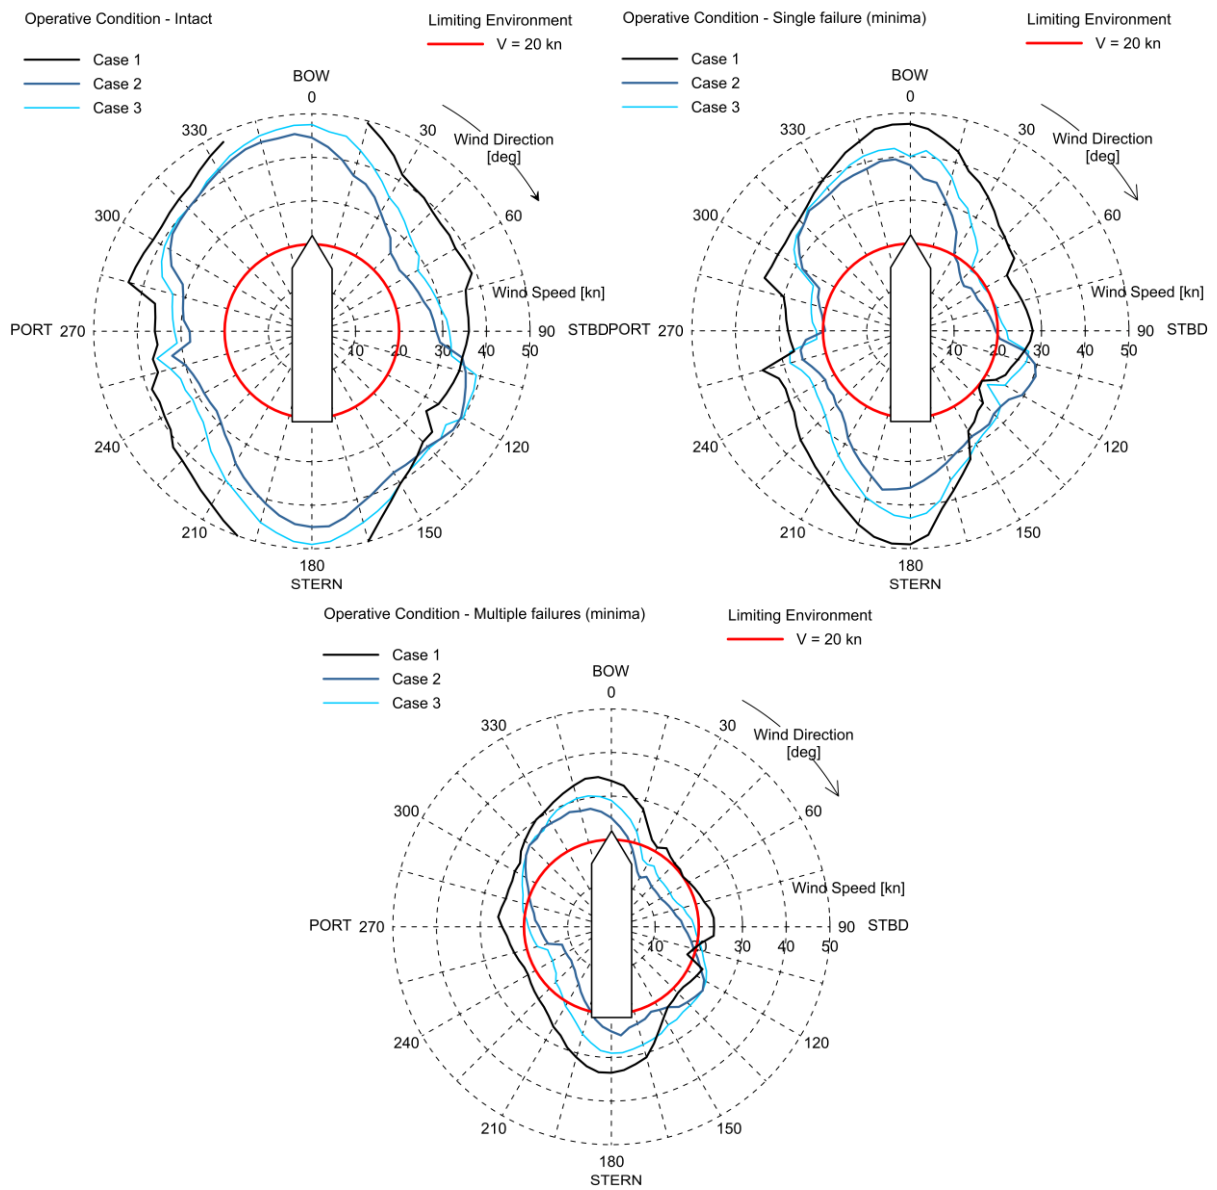 Operative Condition - Intact
Limiting Environment
V = 20 kn
Case 1
Case 2
Case 3
BOW
0
330
30
Wind Direction
[deg]
300
60
Wind Speed [kn]
PORT 270
10 20 30 40 50
90 STBD
240
120
210
150
180
STERN
Operative Condition - Single failure (minima)
Limiting Environment
V = 20 kn
Case 1
Case 2
Case 3
BOW
0
330
30
Wind Direction
[deg]
300
60
Wind Speed [kn]
PORT 270
10 20 30 40 50
90 STBD
240
120
210
150
180
STERN
Operative Condition - Multiple failures (minima)
Limiting Environment
V = 20 kn
Case 1
Case 2
Case 3
BOW
0
330
30
Wind Direction
[deg]
300
60
Wind Speed [kn]
PORT 270
10 20 30 40 50
90 STBD
240
120
210
150
180
STERN